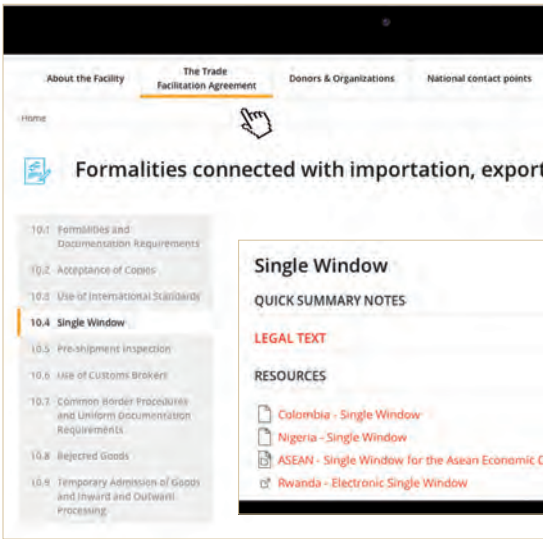 About the Facility
The Trade
Facilitation Agreement
Donors & Organizations
National contact points
Home
Formalities connected with importation, export
10.1 Formalities and
Documentation Requirements
10.2 Acceptance of Copies
10.3 Use of International Standards
10.4 Single Window
10.5 Pre-shipment Inspection
10.6 Use of Customs Brokers
10.7 Common Border Procedures
and Uniform Documentation
Requirements
10.8 Rejected Goods
10.9 Temporary Admission of Goods
and Inward and Outward
Processing
Single Window
QUICK SUMMARY NOTES
LEGAL TEXT
RESOURCES
Colombia - Single Window
Nigeria - Single Window
ASEAN - Single Window for the Asean Economic C
Rwanda - Electronic Single Window